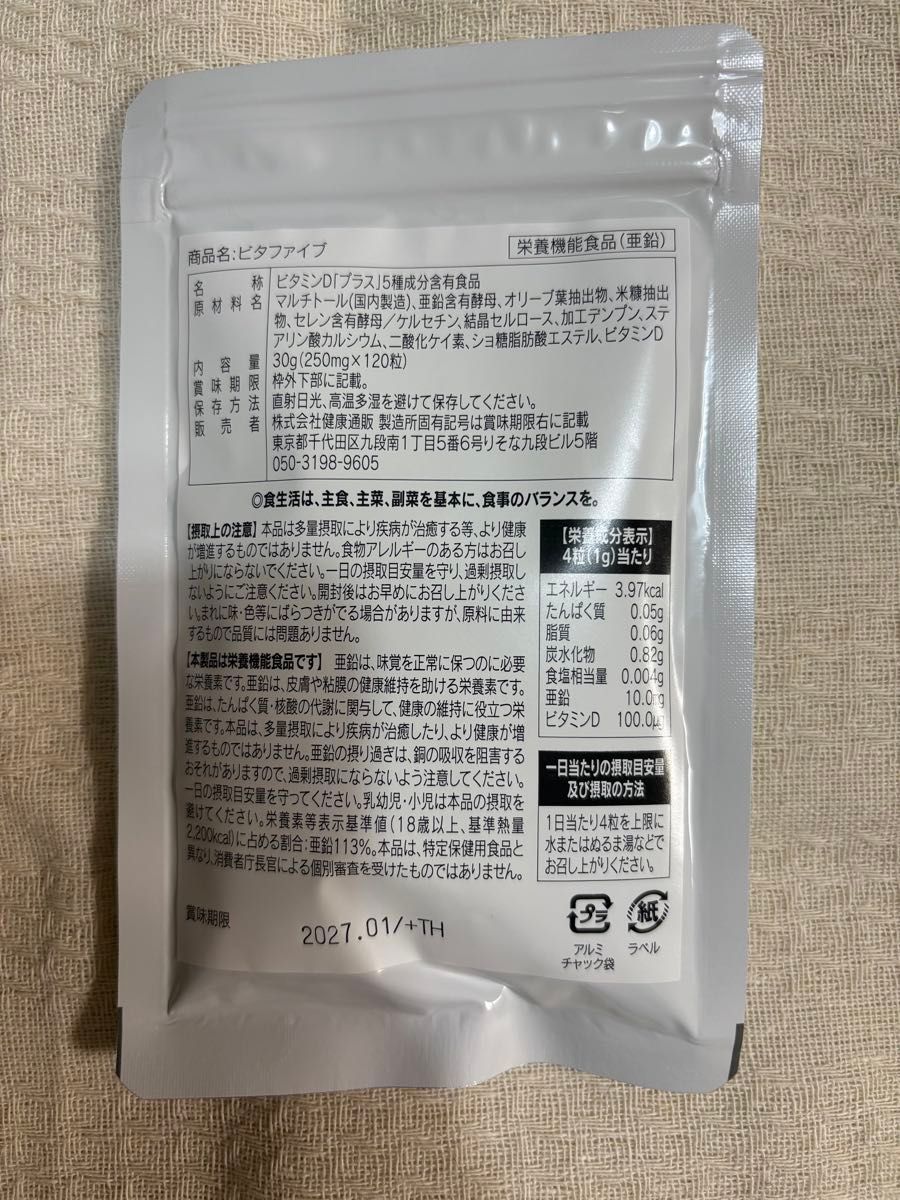 商品名:ビタファイブ
栄養機能食品(亜鉛)
名称 ビタミンD「プラス」5種成分含有食品
原材料名 マルチトール(国内製造)、亜鉛含有酵母、オリーブ葉抽出物、米糠抽出
物、セレン含有酵母/ケルセチン、結晶セルロース、加工デンプン、ステ
アリン酸カルシウム、二酸化ケイ素、ショ糖脂肪酸エステル、ビタミンD
内容量 30g(250mg×120粒)
賞味期限 枠外下部に記載。
保存方法 直射日光、高温多湿を避けて保存してください。
販売者 株式会社健康通販 製造所固有記号は賞味期限右に記載
東京都千代田区九段南1丁目5番6号りそな九段ビル5階
050-3198-9605
◎食生活は、主食、主菜、副菜を基本に、食事のバランスを。
【摂取上の注意】本品は多量摂取により疾病が治癒する等、より健康
が増進するものではありません。食物アレルギーのある方はお召し
上がりにならないでください。一日の摂取目安量を守り、過剰摂取し
ないようにご注意ください。開封後はお早めにお召し上がりくださ
い。まれに味・色等にばらつきがでる場合がありますが、原料に由来
するもので品質には問題ありません。
【本製品は栄養機能食品です】 亜鉛は、味覚を正常に保つのに必要
な栄養素です。亜鉛は、皮膚や粘膜の健康維持を助ける栄養素です。
亜鉛は、たんぱく質・核酸の代謝に関与して、健康の維持に役立つ栄
養素です。本品は、多量摂取により疾病が治癒したり、より健康が増
進するものではありません。亜鉛の摂り過ぎは、銅の吸収を阻害する
おそれがありますので、過剰摂取にならないよう注意してください。
一日の摂取目安量を守ってください。乳幼児・小児は本品の摂取を
避けてください。栄養素等表示基準値(18歳以上、基準熱量
2,200kcal)に占める割合:亜鉛113%。本品は、特定保健用食品と
異なり、消費者庁長官による個別審査を受けたものではありません。
【栄養成分表示】
4粒(1g)当たり
エネルギー 3.97kcal
たんぱく質 0.05g
脂質 0.06g
炭水化物 0.82g
食塩相当量 0.004g
亜鉛 10.0mg
ビタミンD 100.0μg
一日当たりの摂取目安量
及び摂取の方法
1日当たり4粒を上限に
水またはぬるま湯などで
お召し上がりください。
賞味期限
2027.01/+TH
プラ
紙
アルミ
チャック袋
ラベル